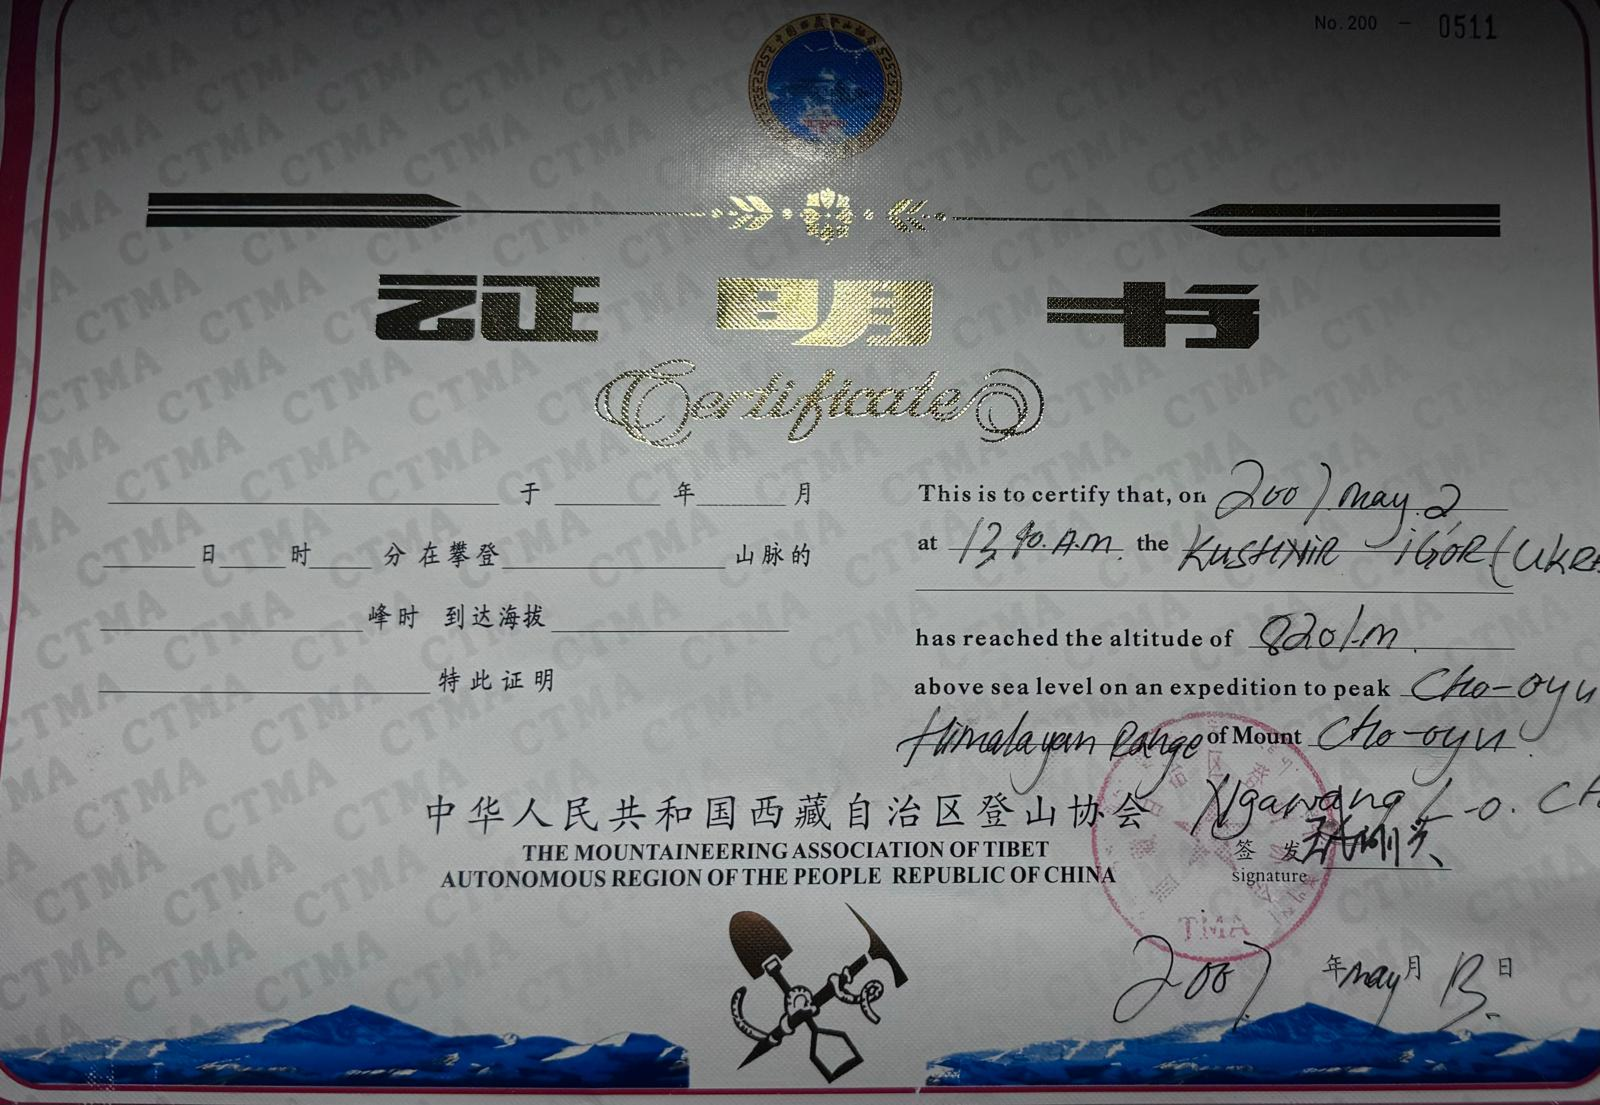 No.200 - 0511
证明书
Certificate
于 年 月
日 时 分在攀登 山脉的
峰时 到达海拔
特此证明
This is to certify that, on 2007. may. 2
at 12 40. A.M. the KUSHNIR IGOR (UKRA
has reached the altitude of 8201.m.
above sea level on an expedition to peak Cho-oyu
Himalayan Range of Mount Cho-oyu.
中华人民共和国西藏自治区登山协会
THE MOUNTAINEERING ASSOCIATION OF TIBET
AUTONOMOUS REGION OF THE PEOPLE REPUBLIC OF CHINA
Ngawang L-O. CH
签发
signature
TMA
2007 年 may 月 13. 日